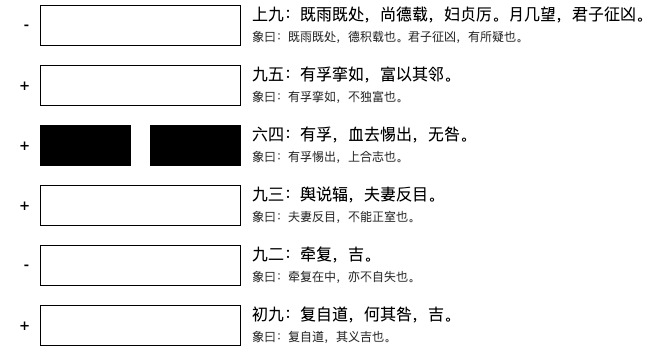 - 上九：既雨既处，尚德载，妇贞厉。月几望，君子征凶。
象曰：既雨既处，德积载也。君子征凶，有所疑也。
+ 九五：有孚挛如，富以其邻。
象曰：有孚挛如，不独富也。
+ 六四：有孚，血去惕出，无咎。
象曰：有孚惕出，上合志也。
+ 九三：舆说辐，夫妻反目。
象曰：夫妻反目，不能正室也。
- 九二：牵复，吉。
象曰：牵复在中，亦不自失也。
+ 初九：复自道，何其咎，吉。
象曰：复自道，其义吉也。